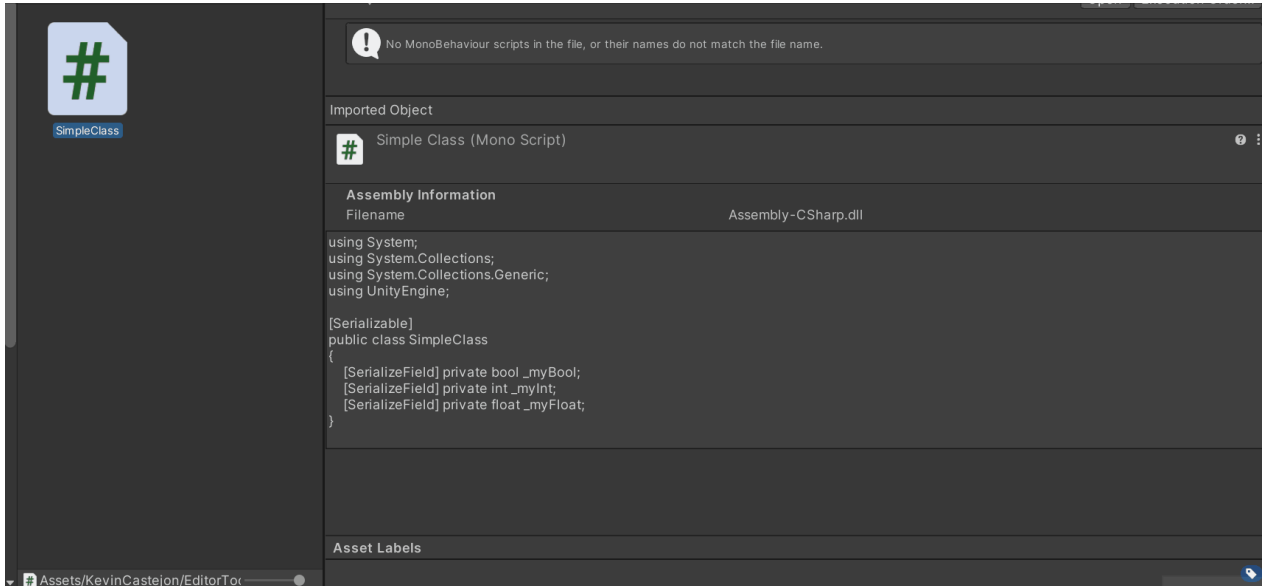 No MonoBehaviour scripts in the file, or their names do not match the file name.
SimpleClass
Imported Object
Simple Class (Mono Script)
Assembly Information
Filename Assembly-CSharp.dll
using System;
using System.Collections;
using System.Collections.Generic;
using UnityEngine;
[Serializable]
public class SimpleClass
{
[SerializeField] private bool _myBool;
[SerializeField] private int _myInt;
[SerializeField] private float _myFloat;
}
Asset Labels
Assets/KevinCastejon/EditorToo